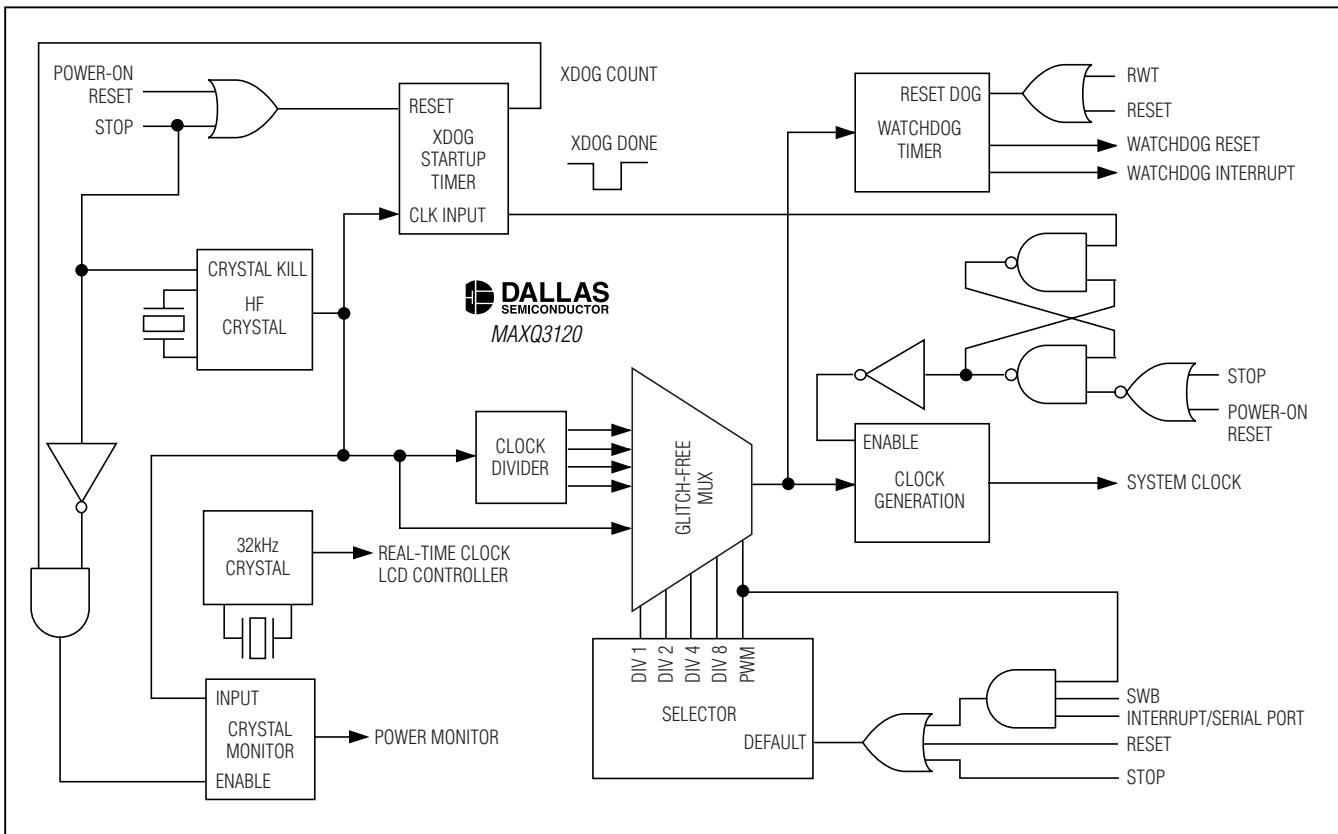 POWER-ON
RESET
STOP
RESET
XDOG
STARTUP
TIMER
CLK INPUT
XDOG COUNT
XDOG DONE
RESET DOG
WATCHDOG
TIMER
RWT
RESET
WATCHDOG RESET
WATCHDOG INTERRUPT
CRYSTAL KILL
HF
CRYSTAL
DALLAS
SEMICONDUCTOR
MAXQ3120
STOP
POWER-ON
RESET
CLOCK
DIVIDER
GLITCH-FREE
MUX
ENABLE
CLOCK
GENERATION
SYSTEM CLOCK
32kHz
CRYSTAL
REAL-TIME CLOCK
LCD CONTROLLER
DIV 1
DIV 2
DIV 4
DIV 8
PWM
SELECTOR
DEFAULT
SWB
INTERRUPT/SERIAL PORT
RESET
STOP
INPUT
CRYSTAL
MONITOR
ENABLE
POWER MONITOR